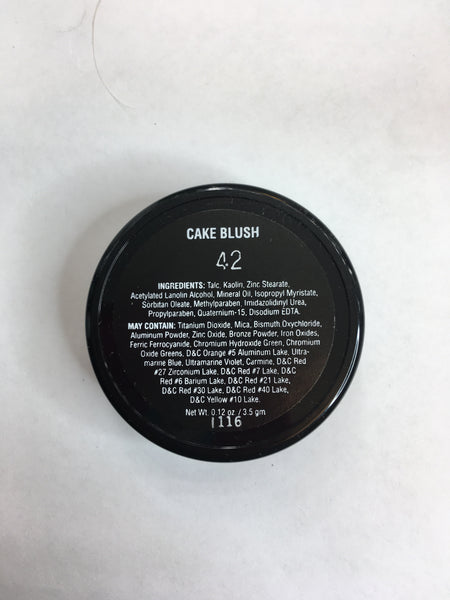 CAKE BLUSH
42
INGREDIENTS: Talc, Kaolin, Zinc Stearate,
Acetylated Lanolin Alcohol, Mineral Oil, Isopropyl Myristate,
Sorbitan Oleate, Methylparaben, Imidazolidinyl Urea,
Propylparaben, Quaternium-15, Disodium EDTA.
MAY CONTAIN: Titanium Dioxide, Mica, Bismuth Oxychloride,
Aluminum Powder, Zinc Oxide, Bronze Powder, Iron Oxides,
Ferric Ferrocyanide, Chromium Hydroxide Green, Chromium
Oxide Greens, D&C Orange #5 Aluminum Lake, Ultra-
marine Blue, Ultramarine Violet, Carmine, D&C Red
#27 Zirconium Lake, D&C Red #7 Lake, D&C
Red #6 Barium Lake, D&C Red #21 Lake,
D&C Red #30 Lake, D&C Red #40 Lake,
D&C Yellow #10 Lake.
Net Wt. 0.12 oz / 3.5 gm
1116